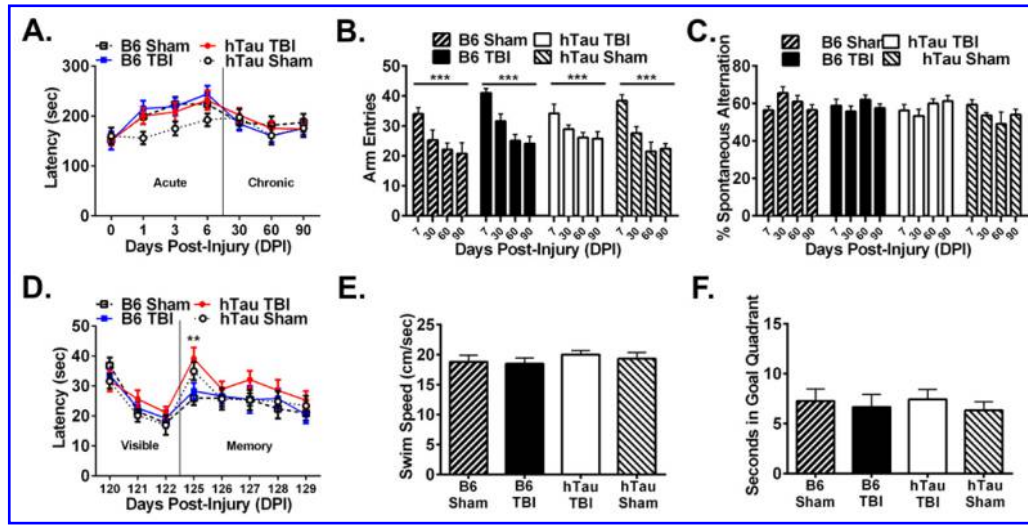 A.
B6 Sham hTau TBI
B6 TBI hTau Sham
Latency (sec)
300
200
100
0
Acute Chronic
0 1 3 6 30 60 90
Days Post-Injury (DPI)
B.
B6 Sham hTau TBI
B6 TBI hTau Sham
*** *** *** ***
Arm Entries
50
40
30
20
10
0
7 30 60 90 7 30 60 90 7 30 60 90 7 30 60 90
Days Post-Injury (DPI)
C.
B6 Sham hTau TBI
B6 TBI hTau Sham
% Spontaneous Alternation
80
60
40
20
0
7 30 60 90 7 30 60 90 7 30 60 90 7 30 60 90
Days Post-Injury (DPI)
D.
B6 Sham hTau TBI
B6 TBI hTau Sham
Latency (sec)
50
40
30
20
10
0
**
Visible Memory
120 121 122 125 126 127 128 129
Days Post-Injury (DPI)
E.
Swim Speed (cm/sec)
25
20
15
10
5
0
B6 Sham
B6 TBI
hTau TBI
hTau Sham
F.
Seconds in Goal Quadrant
15
10
5
0
B6 Sham
B6 TBI
hTau TBI
hTau Sham